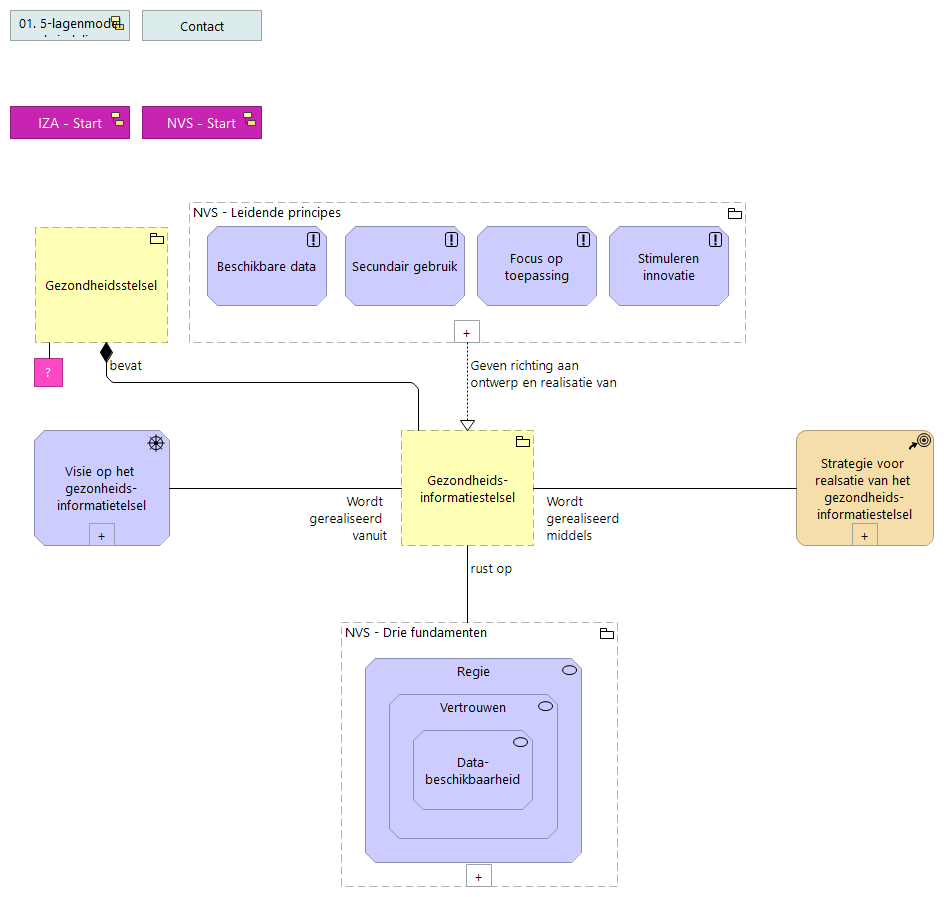 01. 5-lagenmodel
Contact
IZA - Start
NVS - Start
NVS - Leidende principes
Gezondheidsstelsel
Beschikbare data
Secundair gebruik
Focus op
toepassing
Stimuleren
innovatie
+
?
bevat
Geven richting aan
ontwerp en realisatie van
Visie op het
gezonheids-
informatietelsel
+
Wordt
gerealiseerd
vanuit
Gezondheids-
informatiestelsel
Wordt
gerealiseerd
middels
Strategie voor
realsatie van het
gezondheids-
informatiestelsel
+
rust op
NVS - Drie fundamenten
Regie
Vertrouwen
Data-
beschikbaarheid
+